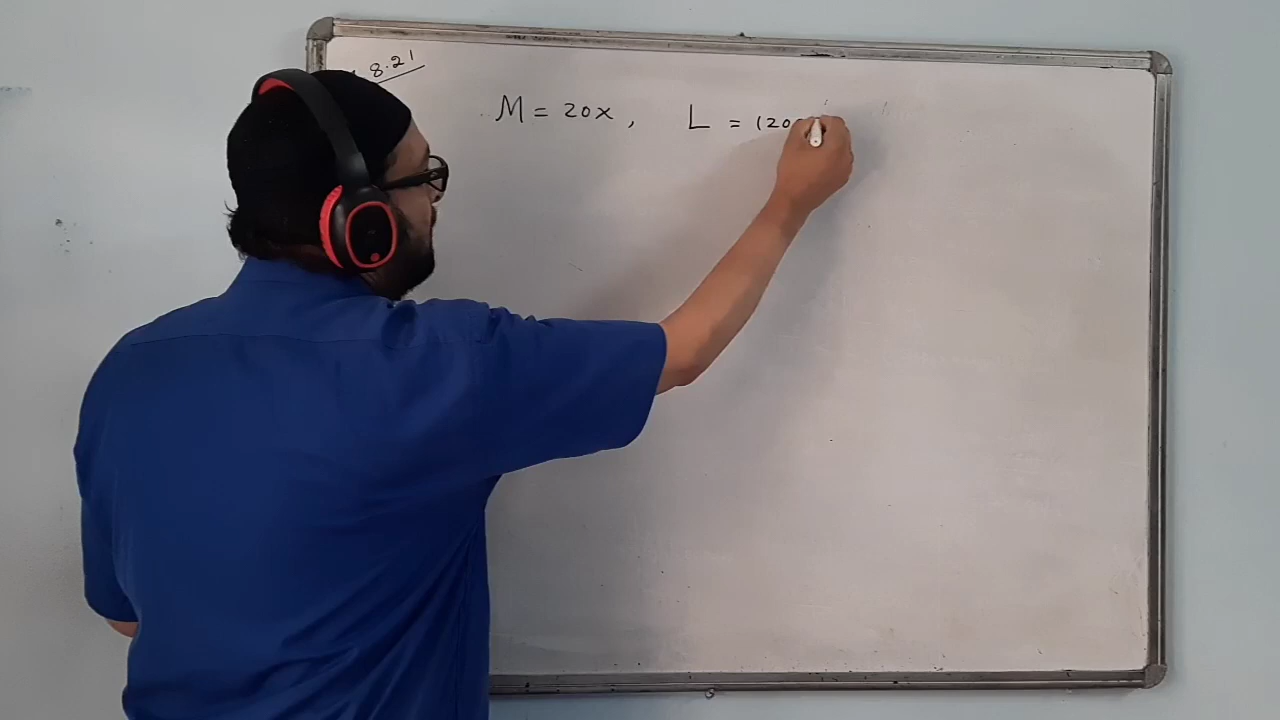 8.21
M = 20x, L = 120